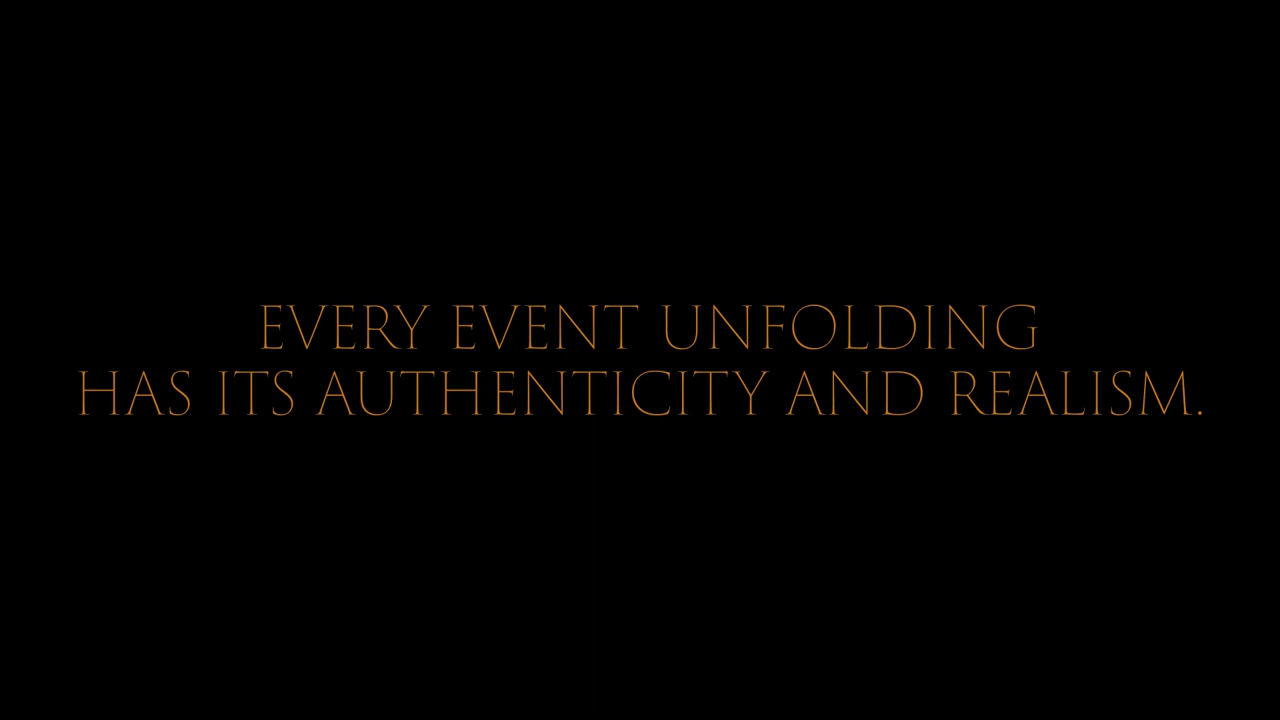 EVERY EVENT UNFOLDING
HAS ITS AUTHENTICITY AND REALISM.